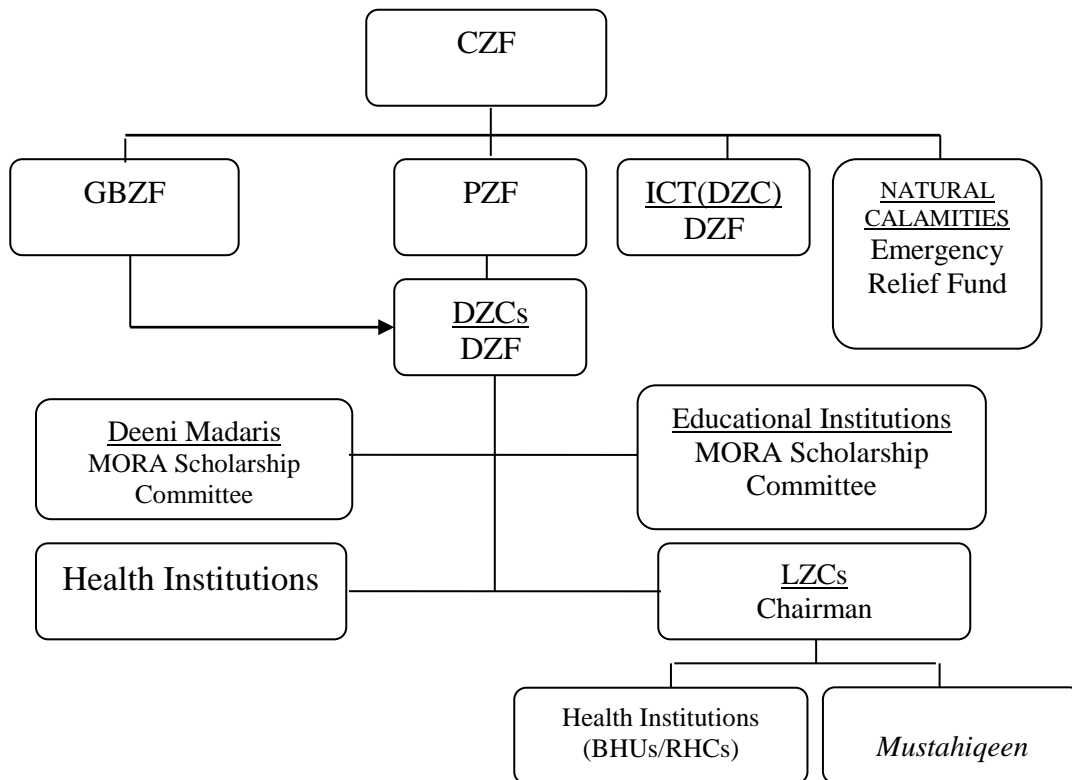 CZF
GBZF
PZF
ICT(DZC)
DZF
NATURAL
CALAMITIES
Emergency
Relief Fund
DZCs
DZF
Deeni Madaris
MORA Scholarship
Committee
Educational Institutions
MORA Scholarship
Committee
Health Institutions
LZCs
Chairman
Health Institutions
(BHUs/RHCs)
Mustahiqeen